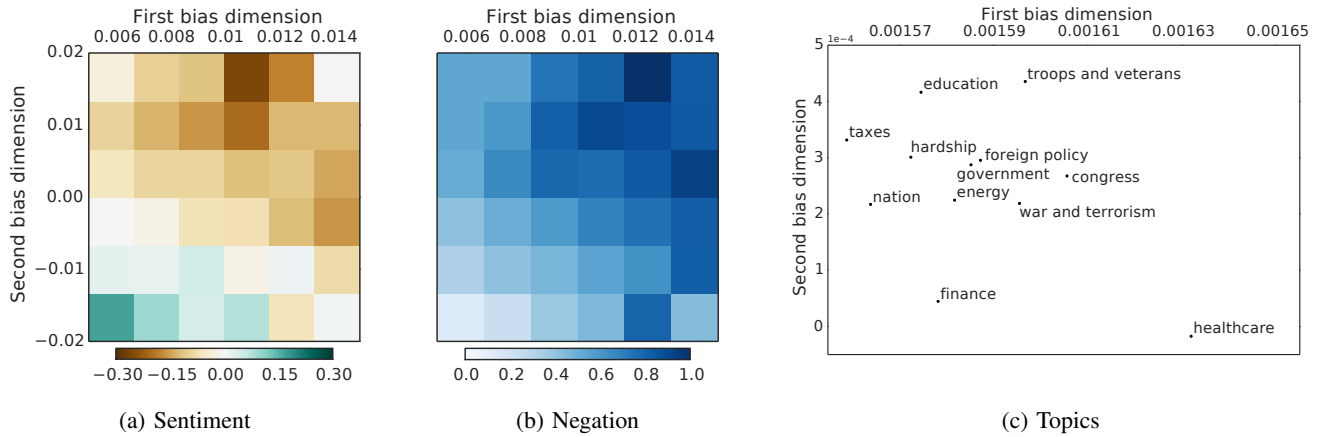 First bias dimension
0.006 0.008 0.01 0.012 0.014
Second bias dimension
0.02
0.01
0.00
−0.01
−0.02
−0.30 −0.15 0.00 0.15 0.30
(a) Sentiment
First bias dimension
0.006 0.008 0.01 0.012 0.014
0.0 0.2 0.4 0.6 0.8 1.0
(b) Negation
First bias dimension
0.00157 0.00159 0.00161 0.00163 0.00165
1e−4
Second bias dimension
5
4
3
2
1
0
troops and veterans
education
taxes
hardship
foreign policy
government
congress
nation
energy
war and terrorism
finance
healthcare
(c) Topics